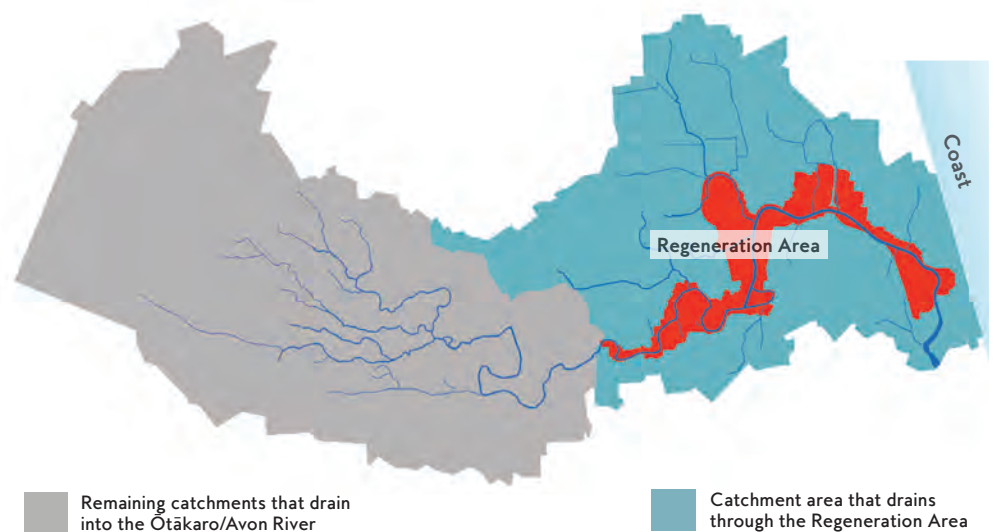 Coast
Regeneration Area
Remaining catchments that drain
into the Ōtākaro/Avon River
Catchment area that drains
through the Regeneration Area